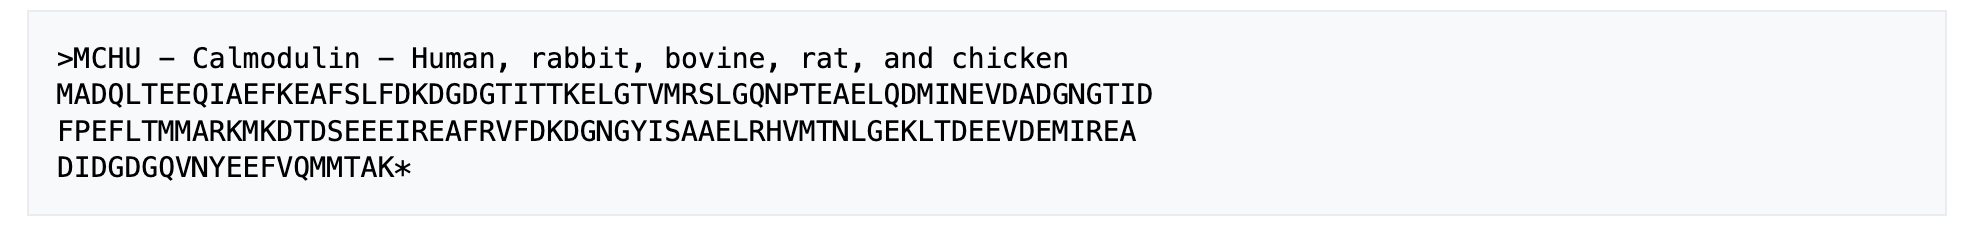 >MCHU - Calmodulin - Human, rabbit, bovine, rat, and chicken
MADQLTEEQIAEFKEAFSLFDKDGDGTITTKELGTVMRSLGQNPTEAELQDMINEVDADGNGTID
FPEFLTMMARKMKDTDSEEEIREAFRVFDKDGNGYISAAELRHVMTNLGEKLTDEEVDEMIREA
DIDGDGQVNYEEFVQMMTAK*